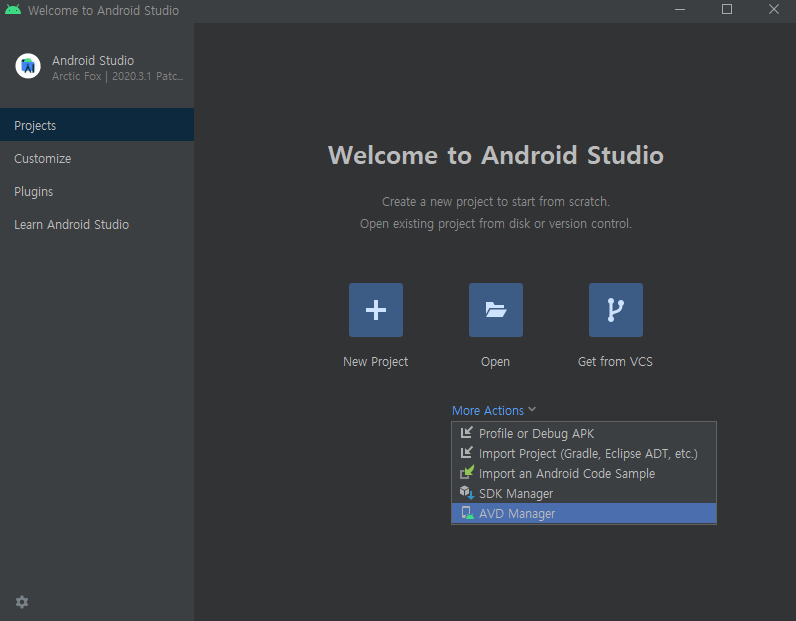 Welcome to Android Studio
Android Studio
Arctic Fox | 2020.3.1 Patc...
Projects
Customize
Plugins
Learn Android Studio
Welcome to Android Studio
Create a new project to start from scratch.
Open existing project from disk or version control.
New Project
Open
Get from VCS
More Actions
Profile or Debug APK
Import Project (Gradle, Eclipse ADT, etc.)
Import an Android Code Sample
SDK Manager
AVD Manager